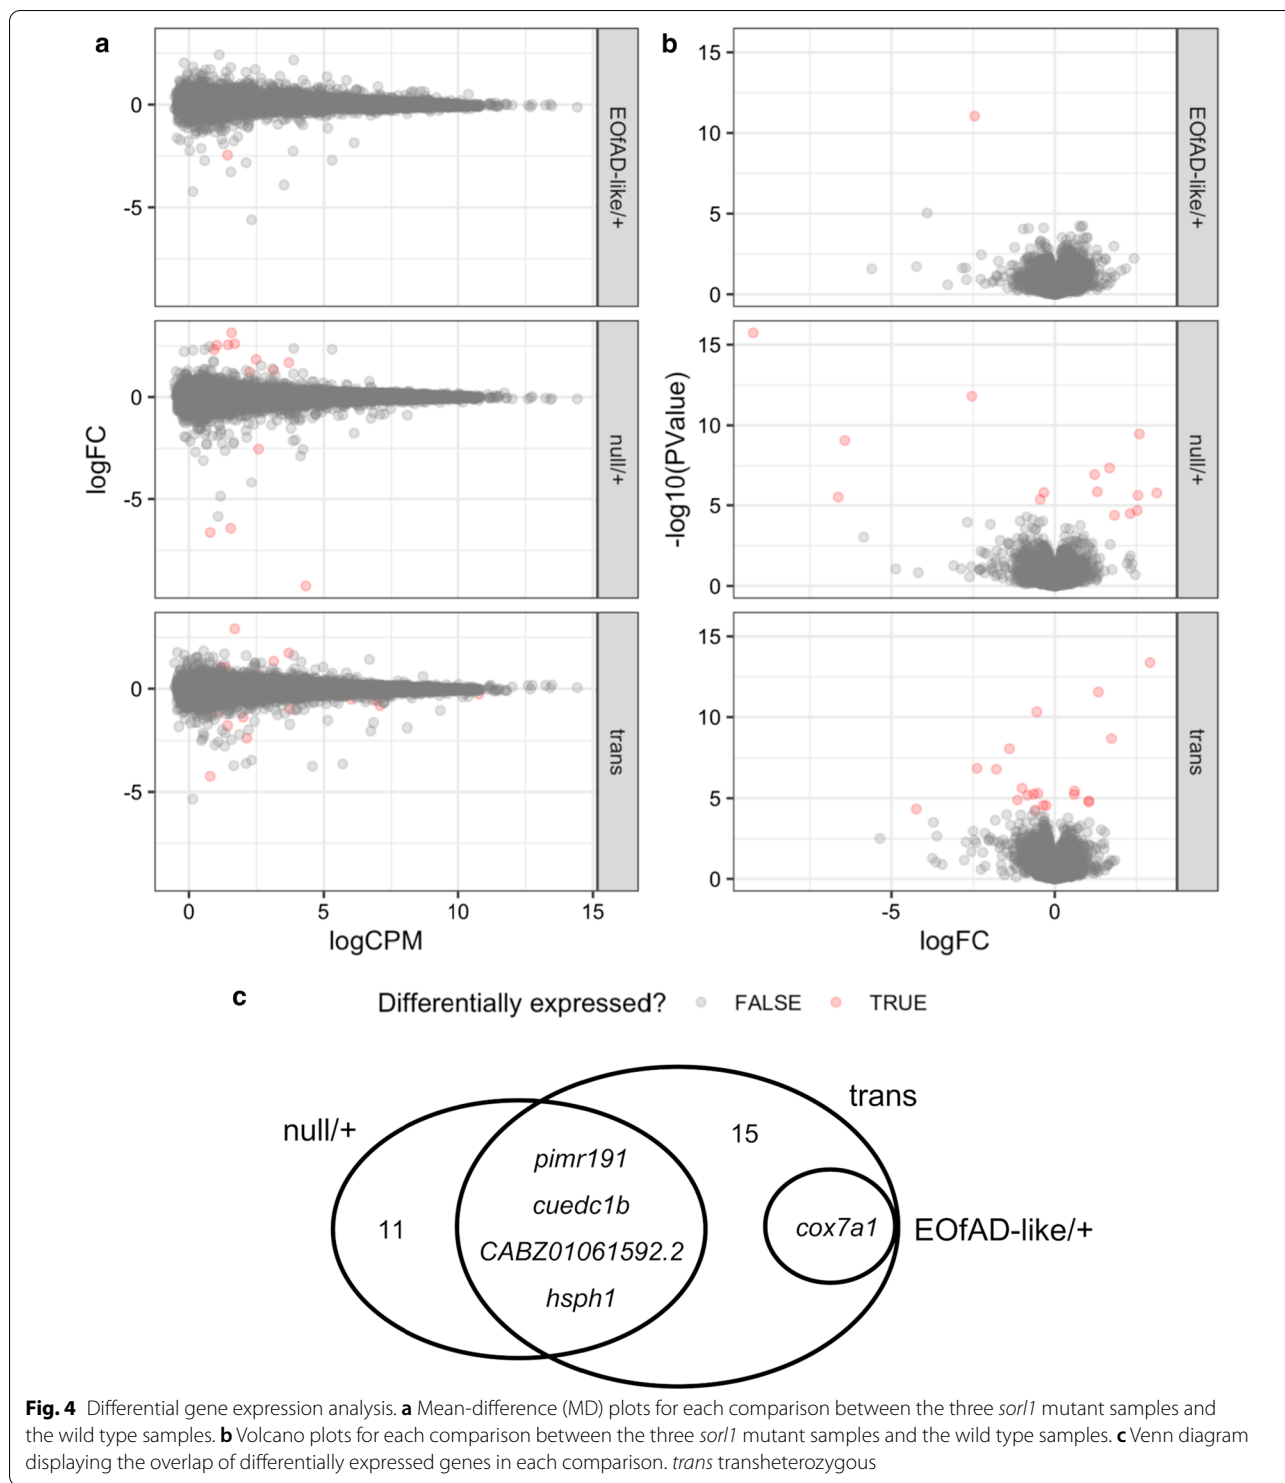 a
b
0
-5
EOfAD-like/+
15
10
5
0
EOfAD-like/+
logFC
0
-5
null/+
-log10(PValue)
15
10
5
0
null/+
0
-5
trans
15
10
5
0
trans
0 5 10 15
logCPM
-5 0
logFC
c
Differentially expressed? FALSE TRUE
null/+
trans
15
pimr191
cuedc1b
11
cox7a1
EOfAD-like/+
CABZ01061592.2
hsph1
Fig. 4 Differential gene expression analysis. a Mean-difference (MD) plots for each comparison between the three sorl1 mutant samples and
the wild type samples. b Volcano plots for each comparison between the three sorl1 mutant samples and the wild type samples. c Venn diagram
displaying the overlap of differentially expressed genes in each comparison. trans transheterozygous